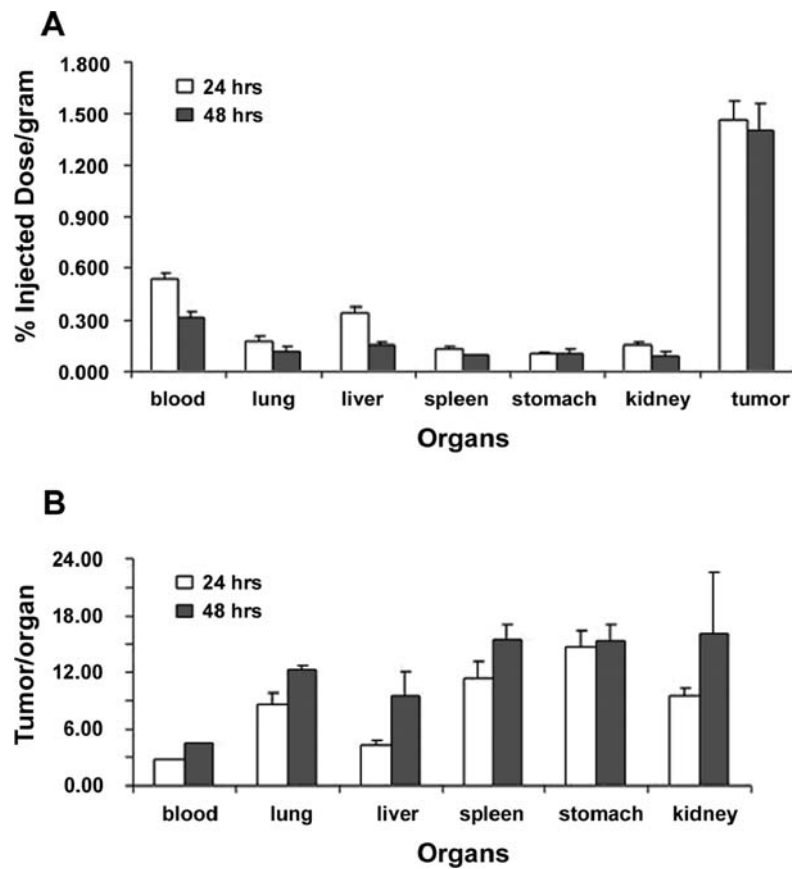 A
% Injected Dose/gram
1.800
1.500
1.200
0.900
0.600
0.300
0.000
24 hrs
48 hrs
blood lung liver spleen stomach kidney tumor
Organs
B
Tumor/organ
24.00
18.00
12.00
6.00
0.00
24 hrs
48 hrs
blood lung liver spleen stomach kidney
Organs